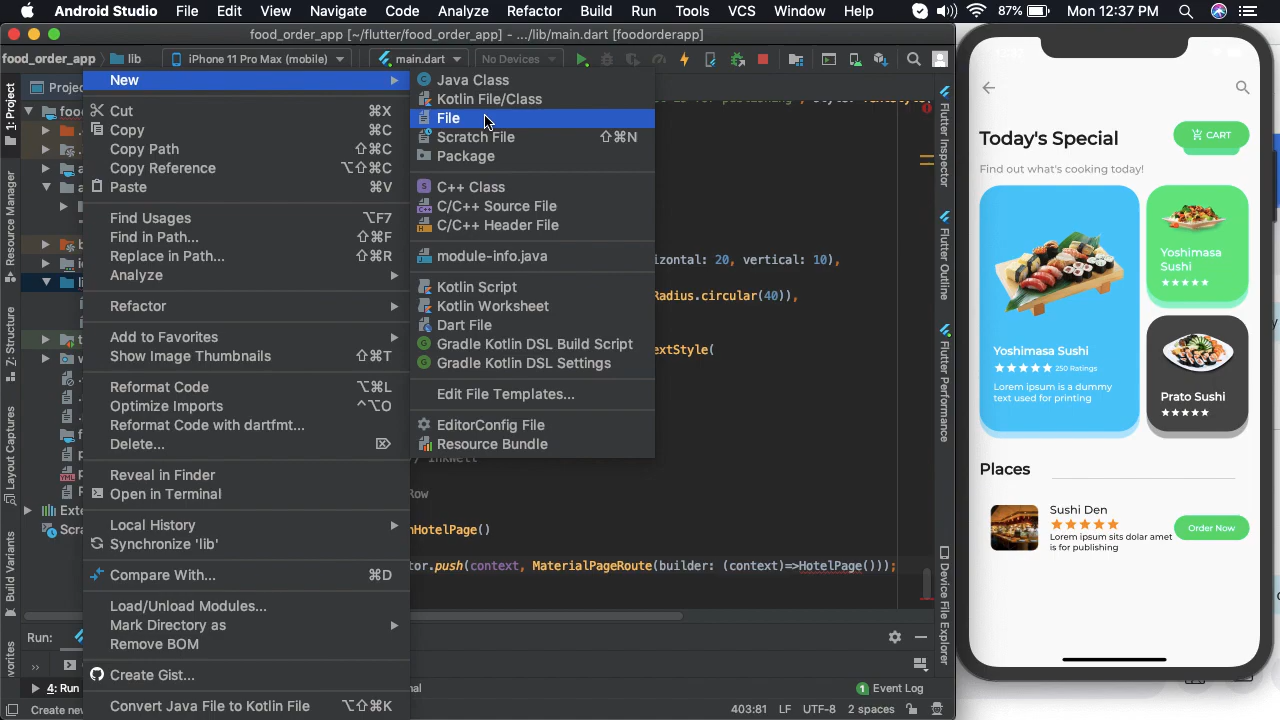 Android Studio File Edit View Navigate Code Analyze Refactor Build Run Tools VCS Window Help 87% Mon 12:37 PM
food_order_app [~/flutter/food_order_app] - .../lib/main.dart [foodorderapp]
food_order_app lib iPhone 11 Pro Max (mobile) main.dart No Devices
1: Project
Resource Manager
Z: Structure
Layout Captures
Build Variants
New
Cut ⌘X
Copy ⌘C
Copy Path ⇧⌘C
Copy Reference ⌥⇧⌘C
Paste ⌘V
Find Usages ⌥F7
Find in Path... ⇧⌘F
Replace in Path... ⇧⌘R
Analyze
Refactor
Add to Favorites
Show Image Thumbnails ⇧⌘T
Reformat Code ⌥⌘L
Optimize Imports ^⌥O
Reformat Code with dartfmt...
Delete... ⌦
Reveal in Finder
Open in Terminal
Local History
Synchronize 'lib'
Compare With... ⌘D
Load/Unload Modules...
Mark Directory as
Remove BOM
Create Gist...
Convert Java File to Kotlin File ⌥⇧⌘K
Java Class
Kotlin File/Class
File
Scratch File ⇧⌘N
Package
C++ Class
C/C++ Source File
C/C++ Header File
module-info.java
Kotlin Script
Kotlin Worksheet
Dart File
Gradle Kotlin DSL Build Script
Gradle Kotlin DSL Settings
Edit File Templates...
EditorConfig File
Resource Bundle
izontal: 20, vertical: 10),
Radius.circular(40)),
extStyle(
Row
nHotelPage()
tor.push(context, MaterialPageRoute(builder: (context)=>HotelPage()));
Run:
4: Run
1 Event Log
403:81 LF UTF-8 2 spaces
Flutter Inspector
Flutter Outline
Flutter Performance
Device File Explorer
Today's Special
CART
Find out what's cooking today!
Yoshimasa Sushi
250 Ratings
Lorem ipsum is a dummy
text used for printing
Yoshimasa
Sushi
Prato Sushi
Places
Sushi Den
Lorem ipsum sits dolar amet
is for publishing
Order Now